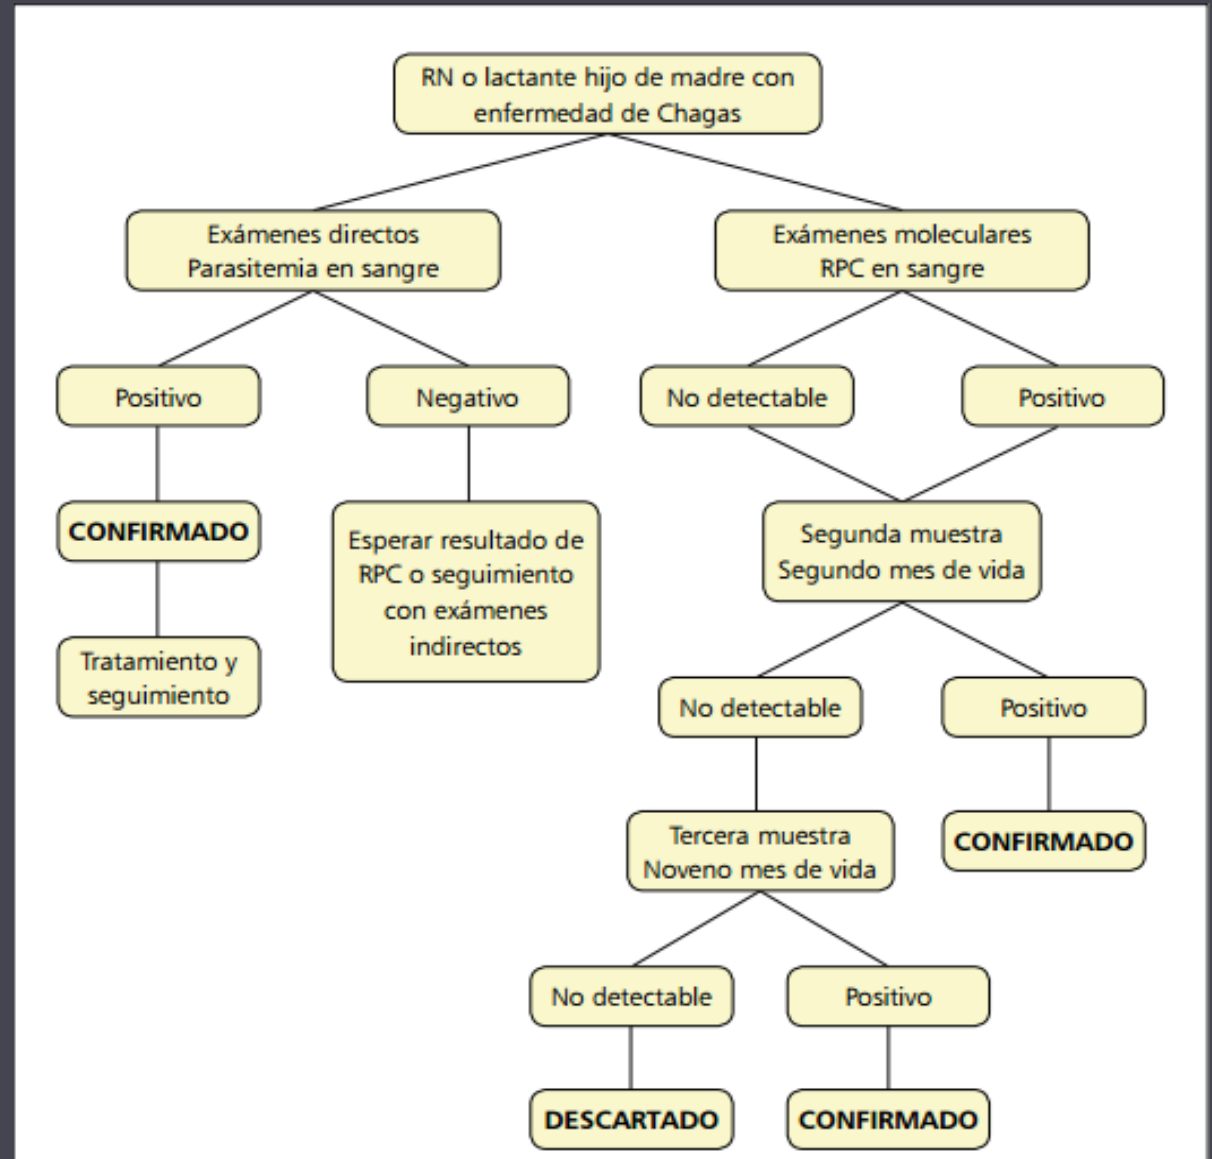 RN o lactante hijo de madre con
enfermedad de Chagas
Exámenes directos
Parasitemia en sangre
Exámenes moleculares
RPC en sangre
Positivo
Negativo
No detectable
Positivo
CONFIRMADO
Esperar resultado de
RPC o seguimiento
con exámenes
indirectos
Segunda muestra
Segundo mes de vida
Tratamiento y
seguimiento
No detectable
Positivo
Tercera muestra
Noveno mes de vida
CONFIRMADO
No detectable
Positivo
DESCARTADO
CONFIRMADO